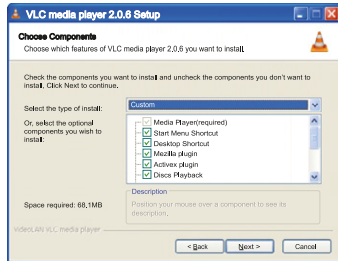 VLC media player 2.0.6 Setup
Choose Components
Choose which features of VLC media player 2.0.6 you want to install.
Check the components you want to install and uncheck the components you don't want to
install. Click Next to continue.
Select the type of install:
Custom
Or, select the optional
components you wish to
install:
Media Player(required)
Start Menu Shortcut
Desktop Shortcut
Mezilla plugin
Activex plugin
Discs Playback
Space required: 68,1MB
Description
Position your mouse over a component to see its
description.
VideoLAN VLC media player
< Back
Next >
Cancel